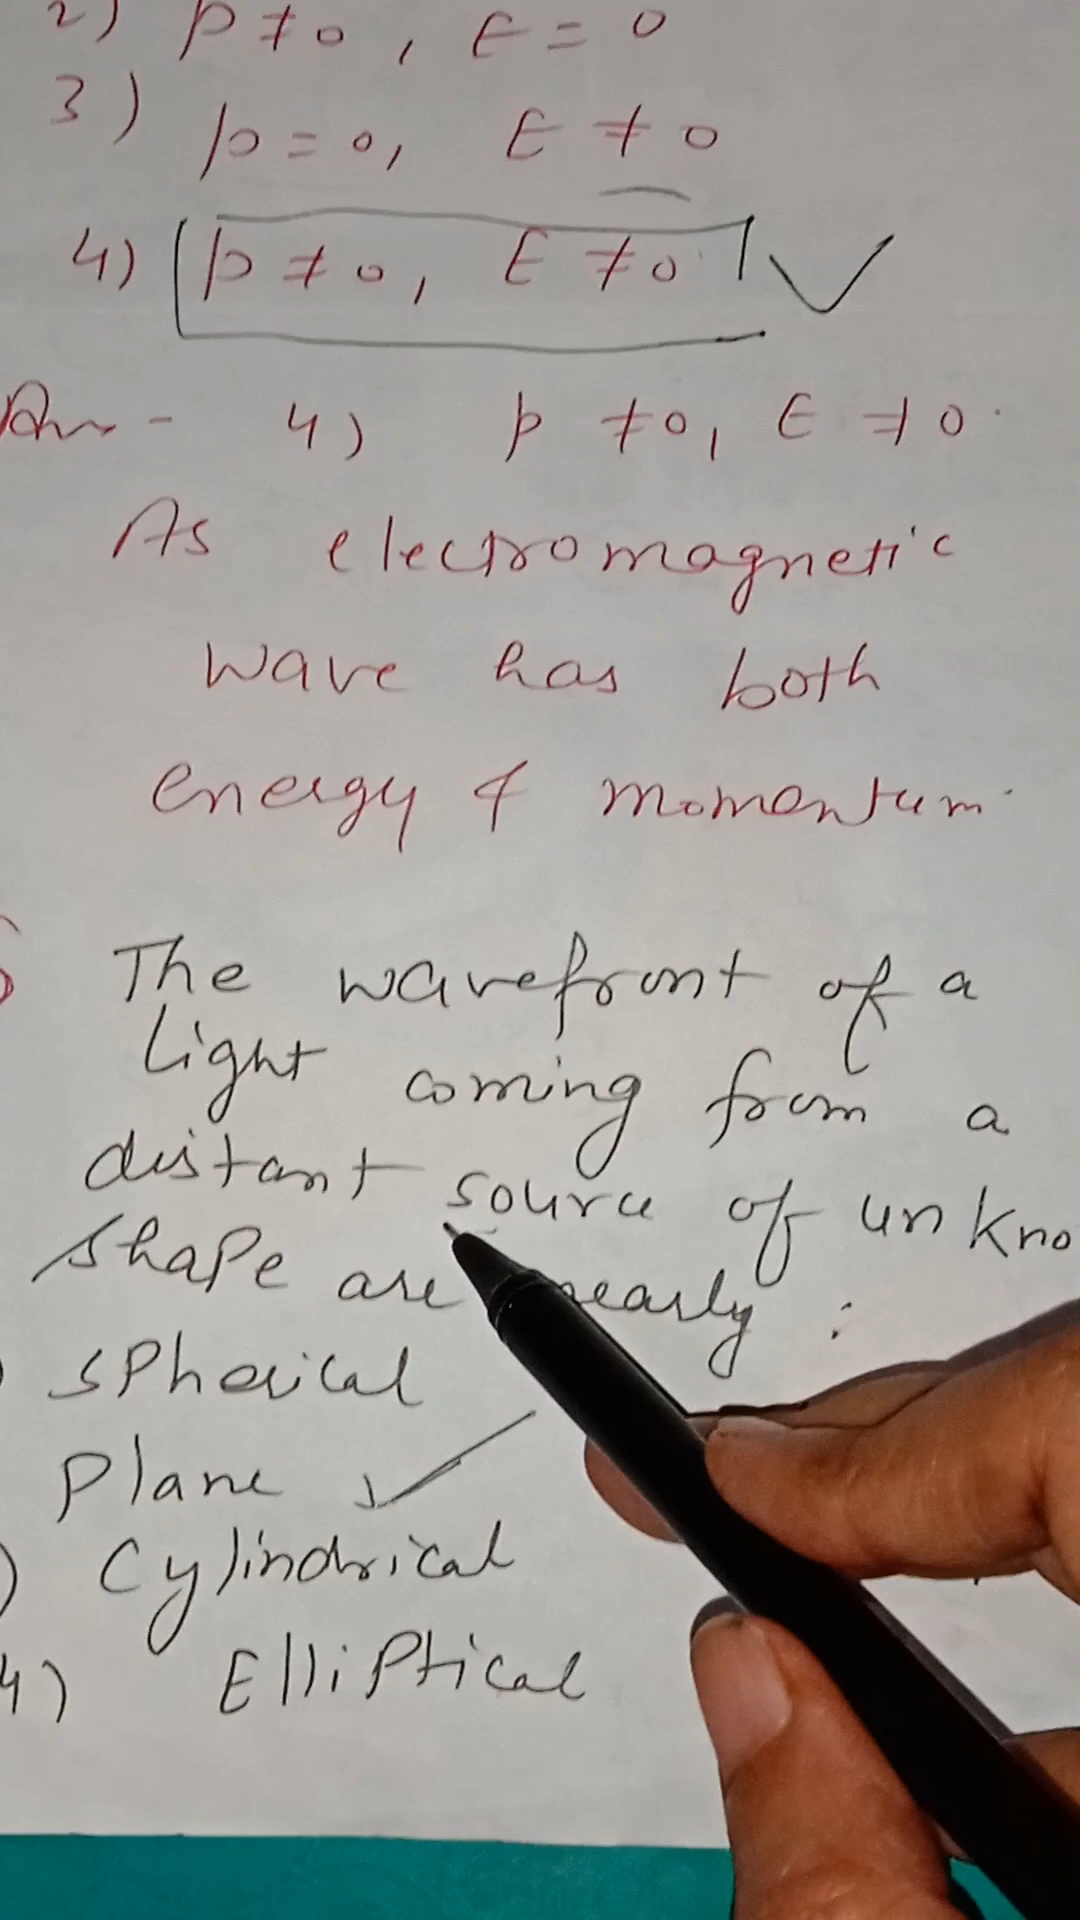 2) p ≠ 0, E = 0
3) p = 0, E ≠ 0
4) p ≠ 0, E ≠ 0
Ans - 4) p ≠ 0, E ≠ 0
As electromagnetic
wave has both
energy & momentum
The wavefront of a
light coming from a
distant source of unkno
shape are nearly :
spherical
plane
) Cylindrical
4) Elliptical